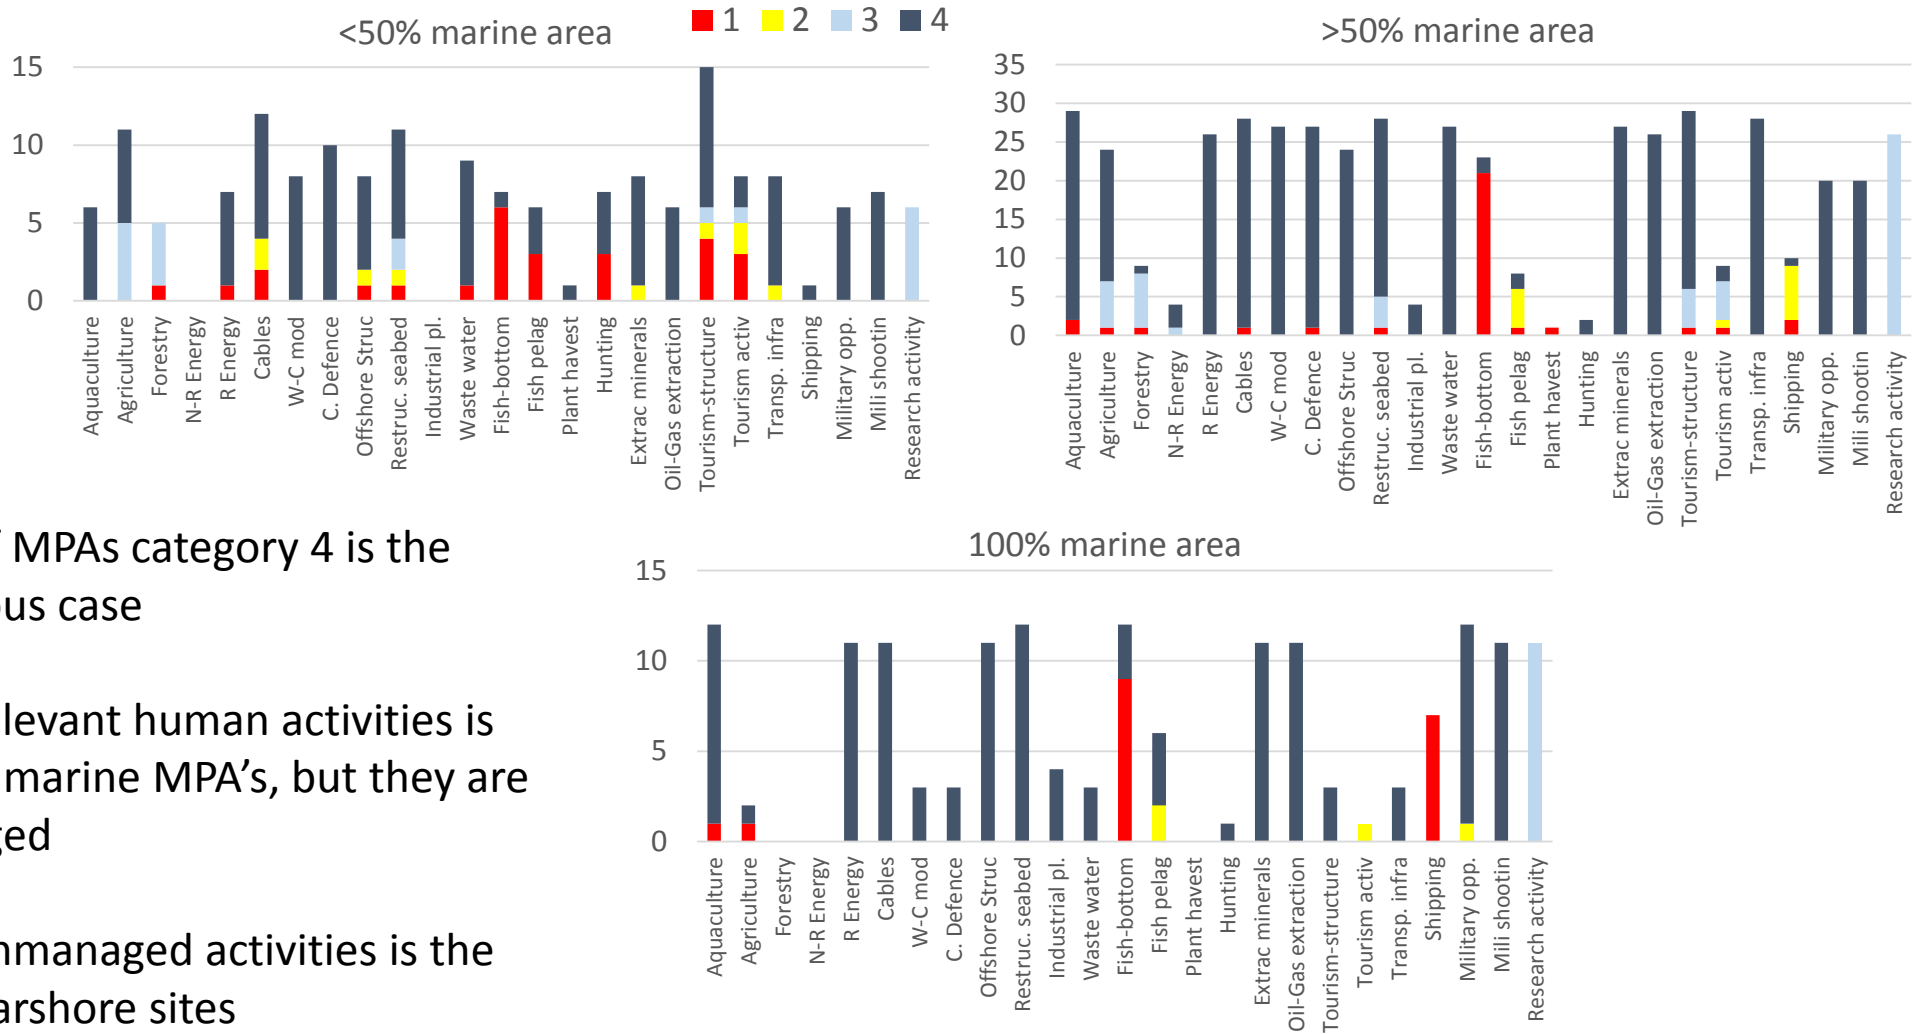 <50% marine area
1 2 3 4
15
10
5
0
Aquaculture
Agriculture
Forestry
N-R Energy
R Energy
Cables
W-C mod
C. Defence
Offshore Struc
Restruc. seabed
Industrial pl.
Waste water
Fish-bottom
Fish pelag
Plant havest
Hunting
Extrac minerals
Oil-Gas extraction
Tourism-structure
Tourism activ
Transp. infra
Shipping
Military opp.
Mili shootin
Research activity
>50% marine area
35
30
25
20
15
10
5
0
Aquaculture
Agriculture
Forestry
N-R Energy
R Energy
Cables
W-C mod
C. Defence
Offshore Struc
Restruc. seabed
Industrial pl.
Waste water
Fish-bottom
Fish pelag
Plant havest
Hunting
Extrac minerals
Oil-Gas extraction
Tourism-structure
Tourism activ
Transp. infra
Shipping
Military opp.
Mili shootin
Research activity
MPAs category 4 is the
ous case
levant human activities is
marine MPA’s, but they are
ged
nmanaged activities is the
arshore sites
100% marine area
15
10
5
0
Aquaculture
Agriculture
Forestry
N-R Energy
R Energy
Cables
W-C mod
C. Defence
Offshore Struc
Restruc. seabed
Industrial pl.
Waste water
Fish-bottom
Fish pelag
Plant havest
Hunting
Extrac minerals
Oil-Gas extraction
Tourism-structure
Tourism activ
Transp. infra
Shipping
Military opp.
Mili shootin
Research activity